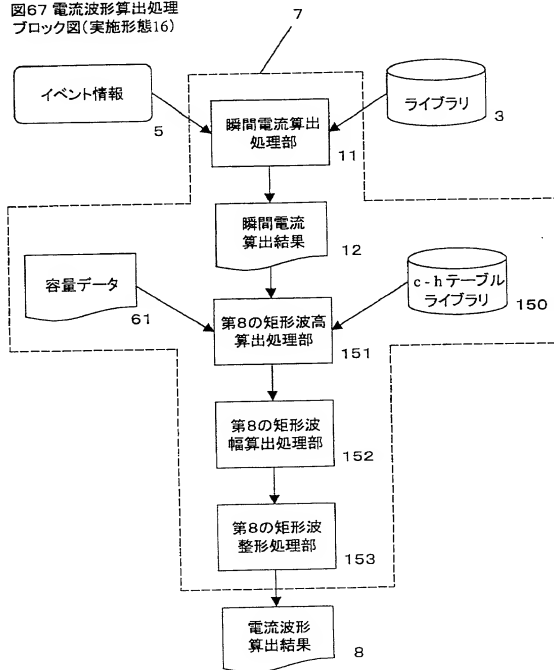 図67 電流波形算出処理
ブロック図(実施形態16)
7
イベント情報
5
ライブラリ
3
瞬間電流算出
処理部
11
瞬間電流
算出結果
12
容量データ
61
c-hテーブル
ライブラリ
150
第8の矩形波高
算出処理部
151
第8の矩形波
幅算出処理部
152
第8の矩形波
整形処理部
153
電流波形
算出結果
8